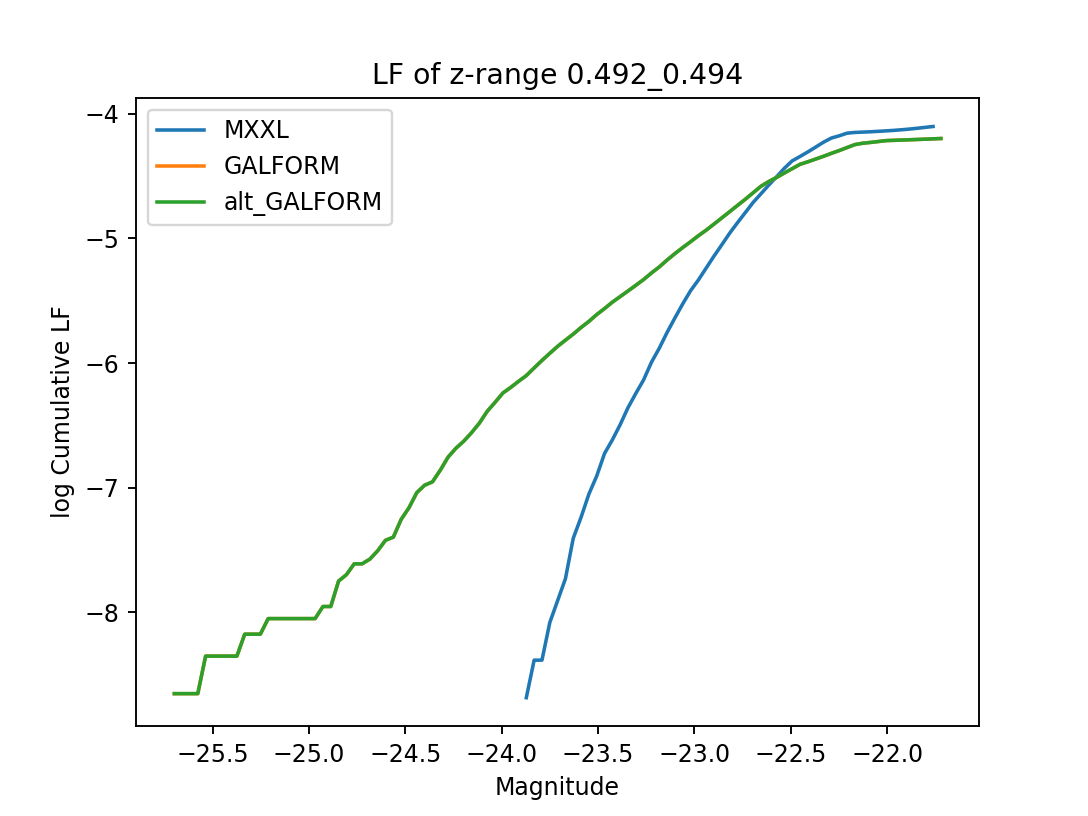 LF of z-range 0.492_0.494
MXXL
GALFORM
alt_GALFORM
log Cumulative LF
−4
−5
−6
−7
−8
−25.5 −25.0 −24.5 −24.0 −23.5 −23.0 −22.5 −22.0
Magnitude